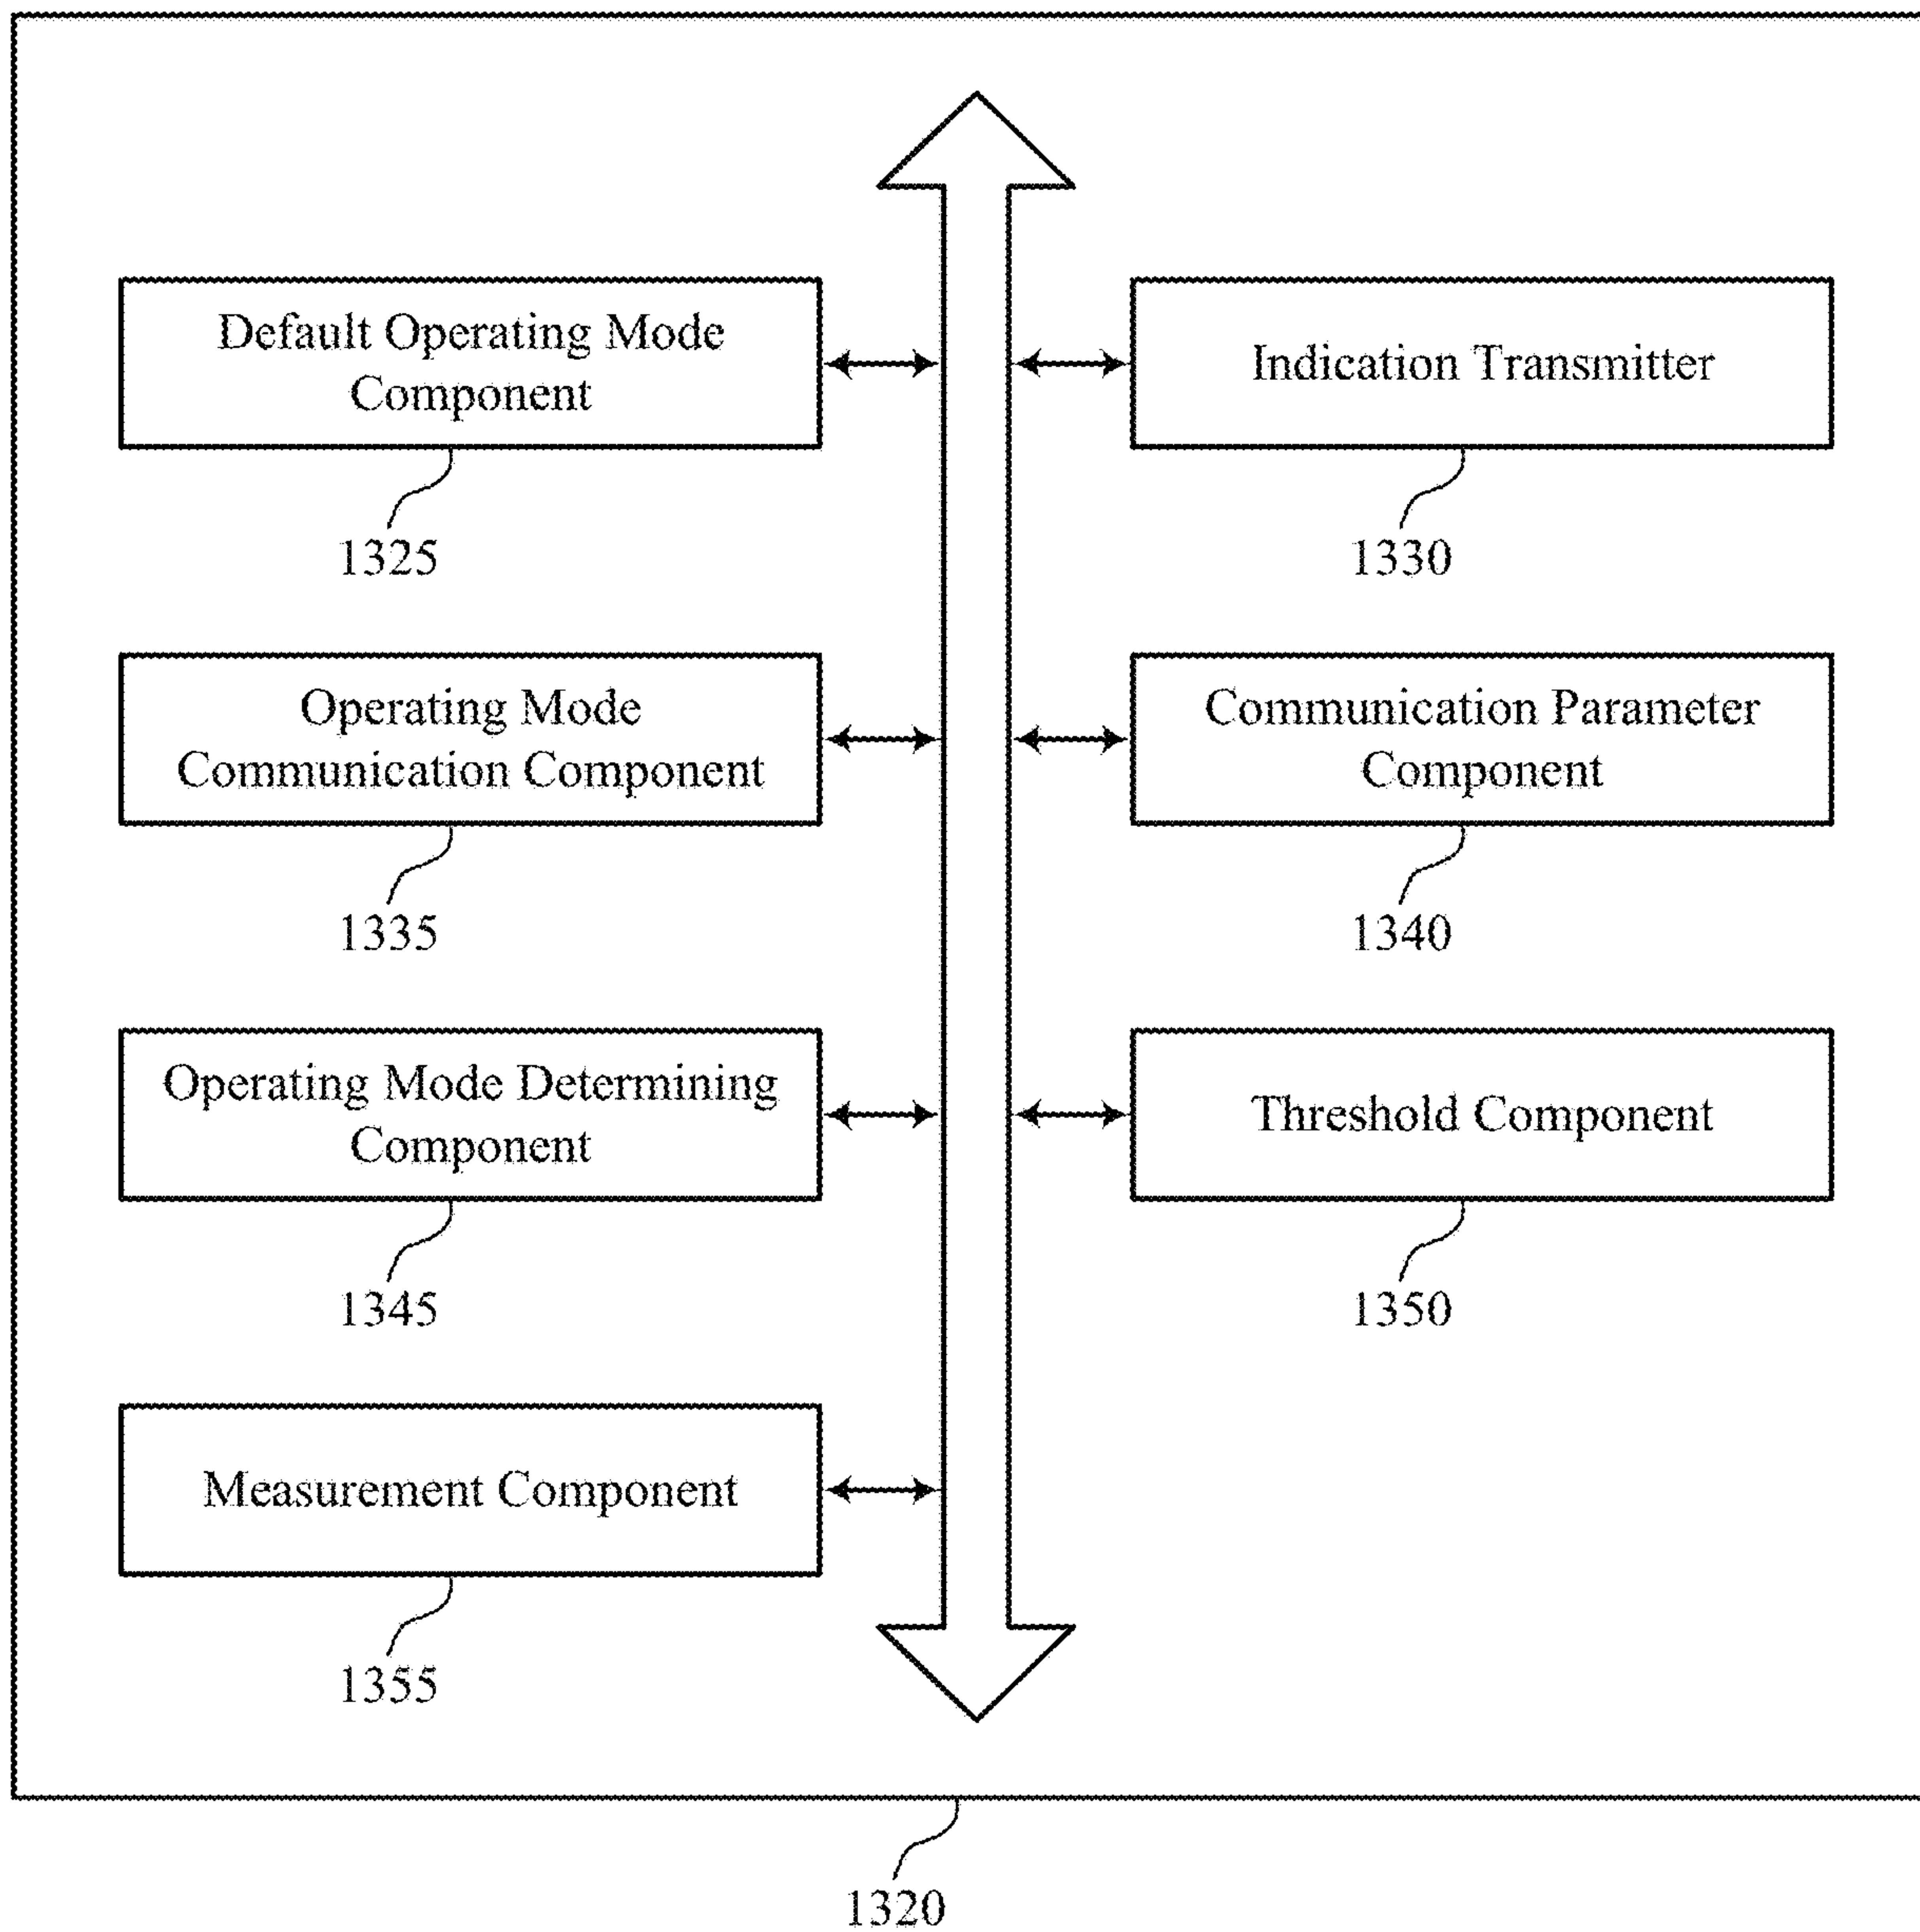 Default Operating Mode
Component
1325
Indication Transmitter
1330
Operating Mode
Communication Component
1335
Communication Parameter
Component
1340
Operating Mode Determining
Component
1345
Threshold Component
1350
Measurement Component
1355
1320